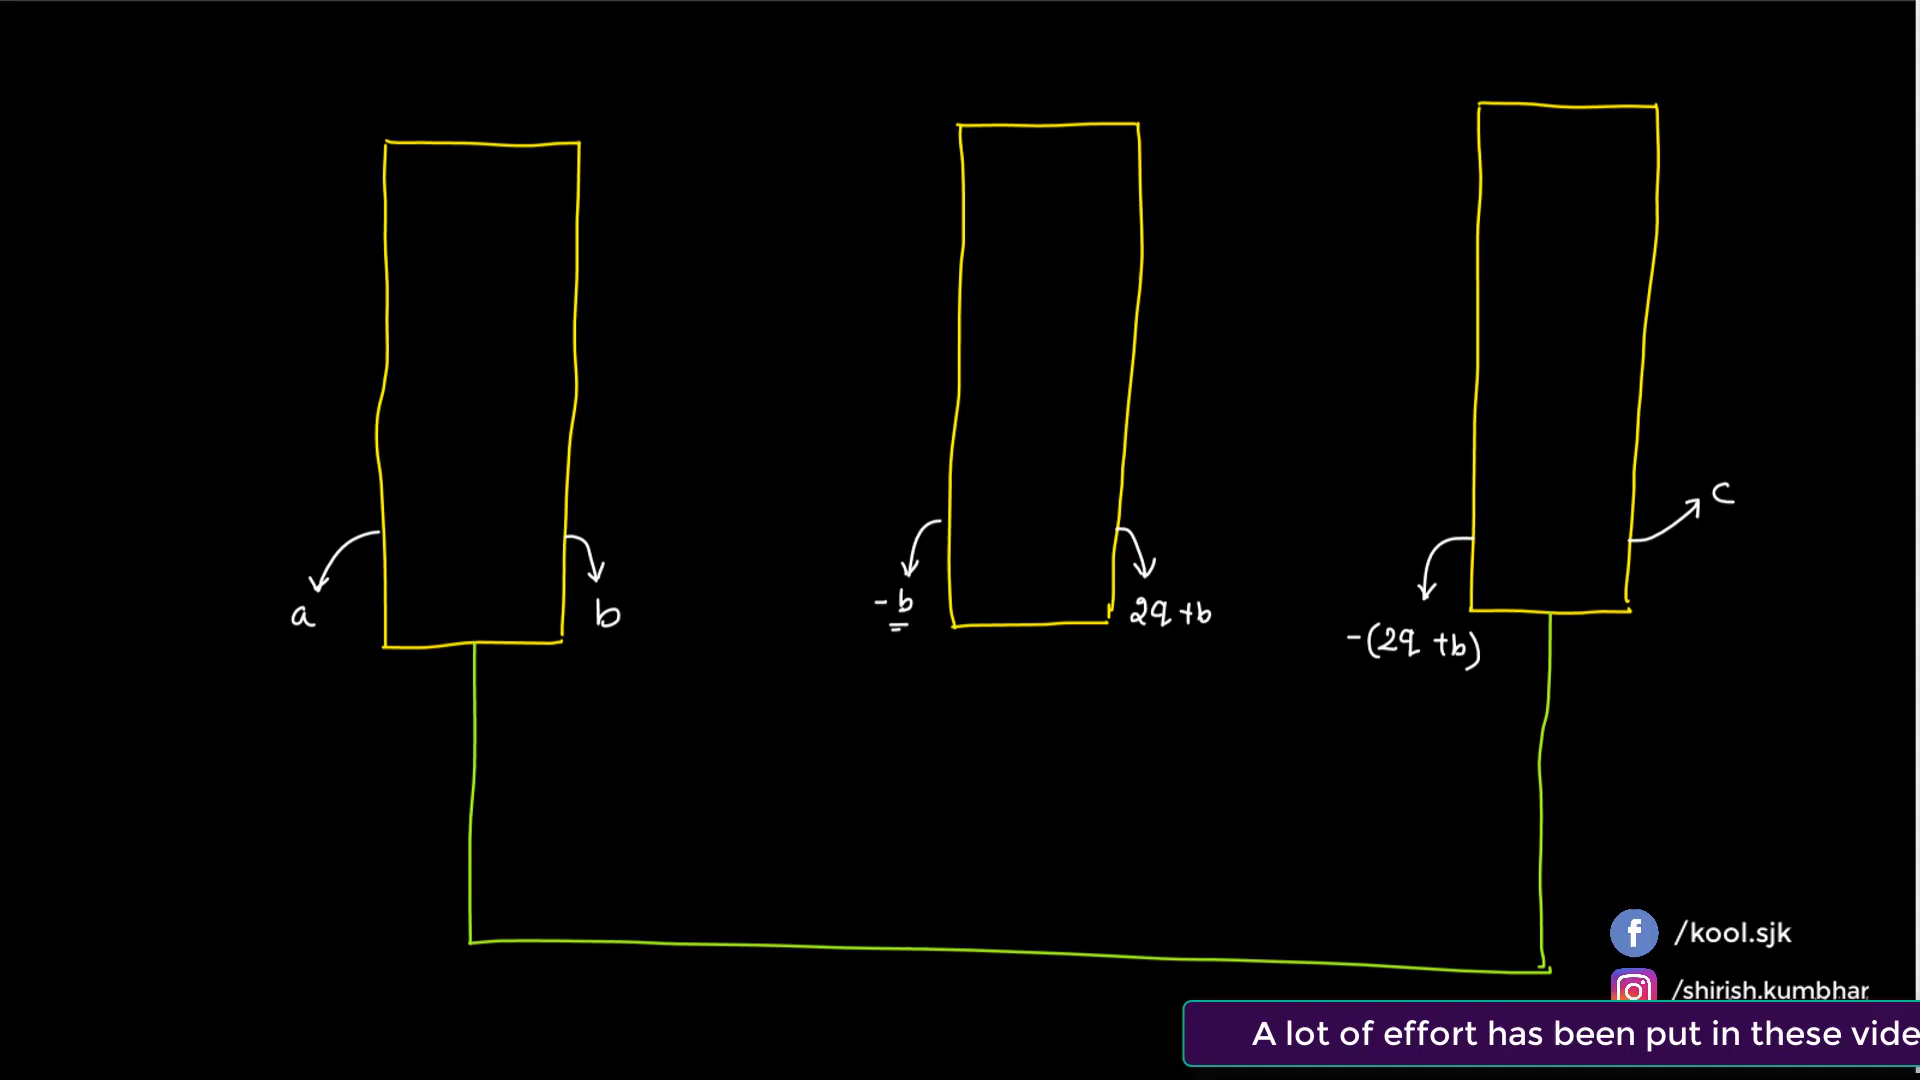 c
a
b
-b
2q+b
-(2q+b)
/kool.sjk
/shirish.kumbhar
A lot of effort has been put in these vide